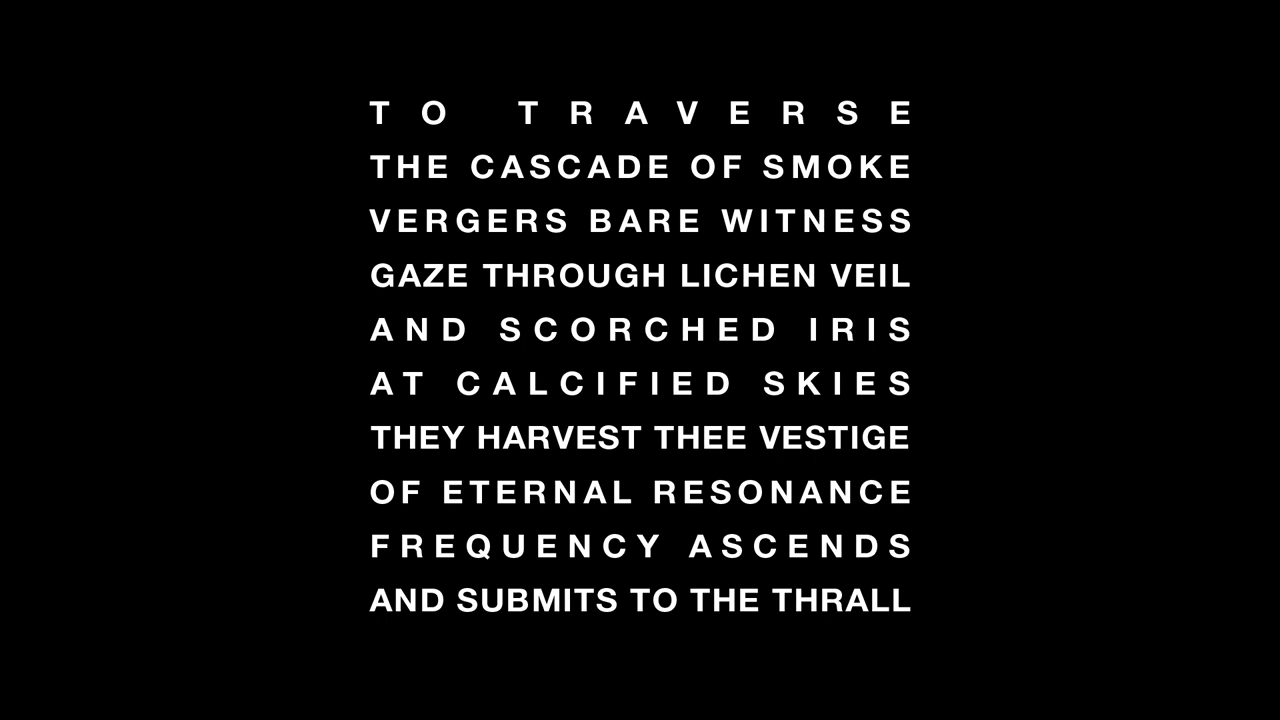 TO TRAVERSE
THE CASCADE OF SMOKE
VERGERS BARE WITNESS
GAZE THROUGH LICHEN VEIL
AND SCORCHED IRIS
AT CALCIFIED SKIES
THEY HARVEST THEE VESTIGE
OF ETERNAL RESONANCE
FREQUENCY ASCENDS
AND SUBMITS TO THE THRALL